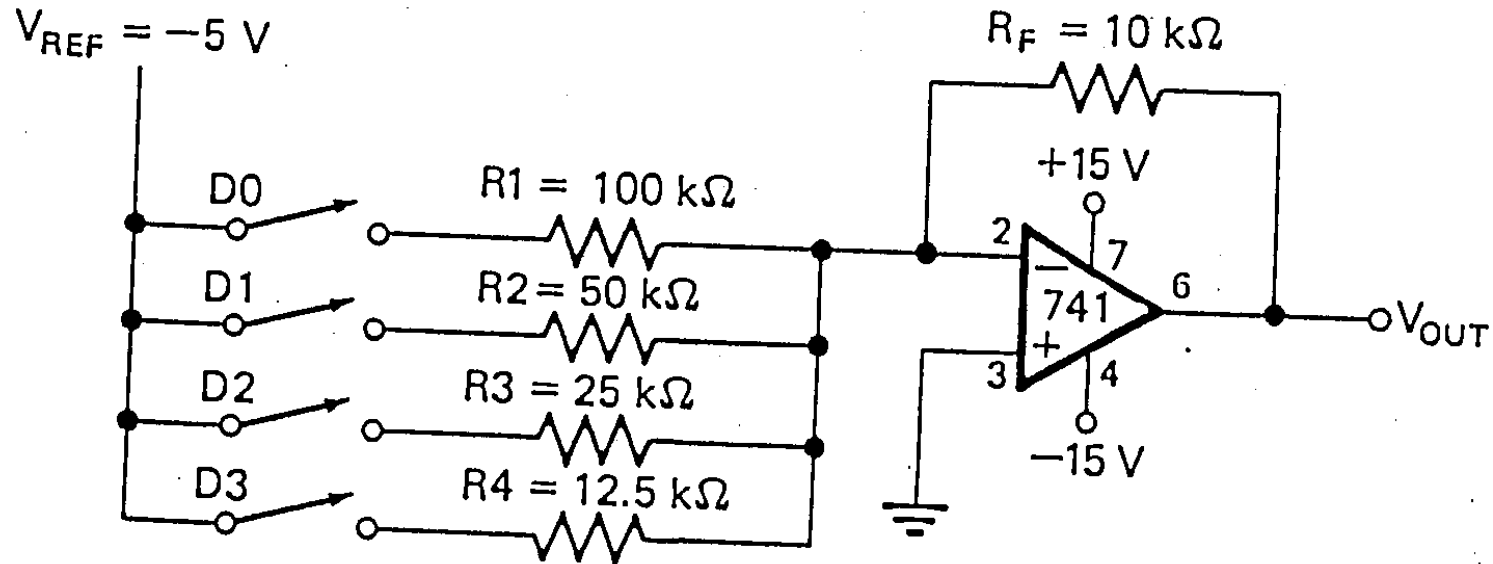 V_REF = −5 V
R_F = 10 kΩ
+15 V
D0
R1 = 100 kΩ
2
7
−
D1
R2 = 50 kΩ
741
6
V_OUT
+
3
4
D2
R3 = 25 kΩ
−15 V
D3
R4 = 12.5 kΩ